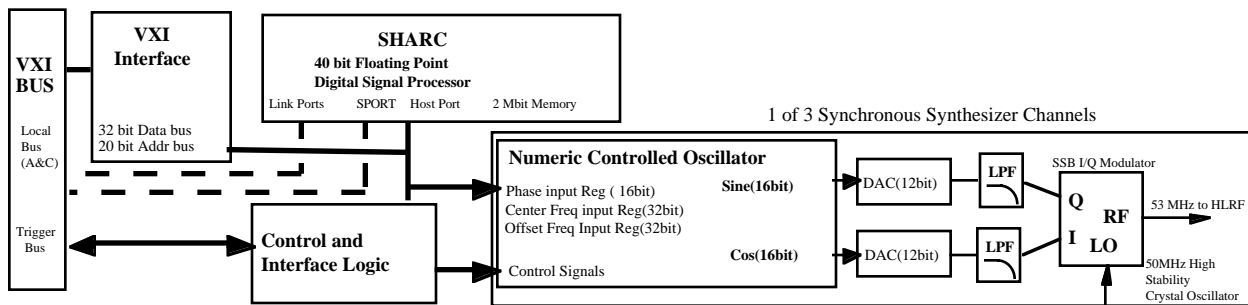 VXI
BUS
Local
Bus
(A&C)
Trigger
Bus
VXI
Interface
32 bit Data bus
20 bit Addr bus
SHARC
40 bit Floating Point
Digital Signal Processor
Link Ports SPORT Host Port 2 Mbit Memory
Control and
Interface Logic
1 of 3 Synchronous Synthesizer Channels
Numeric Controlled Oscillator
Phase input Reg ( 16bit)
Center Freq input Reg(32bit)
Offset Freq Input Reg(32bit)
Control Signals
Sine(16bit)
Cos(16bit)
DAC(12bit)
DAC(12bit)
LPF
LPF
SSB I/Q Modulator
Q
RF
I
LO
53 MHz to HLRF
50MHz High
Stability
Crystal Oscillator